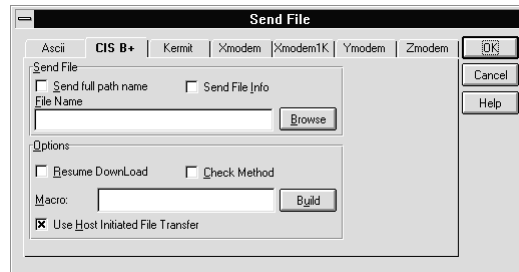 Send File
Ascii CIS B+ Kermit Xmodem Xmodem1K Ymodem Zmodem
OK
Cancel
Help
Send File
Send full path name Send File Info
File Name
Browse
Options
Resume DownLoad Check Method
Macro: Build
Use Host Initiated File Transfer